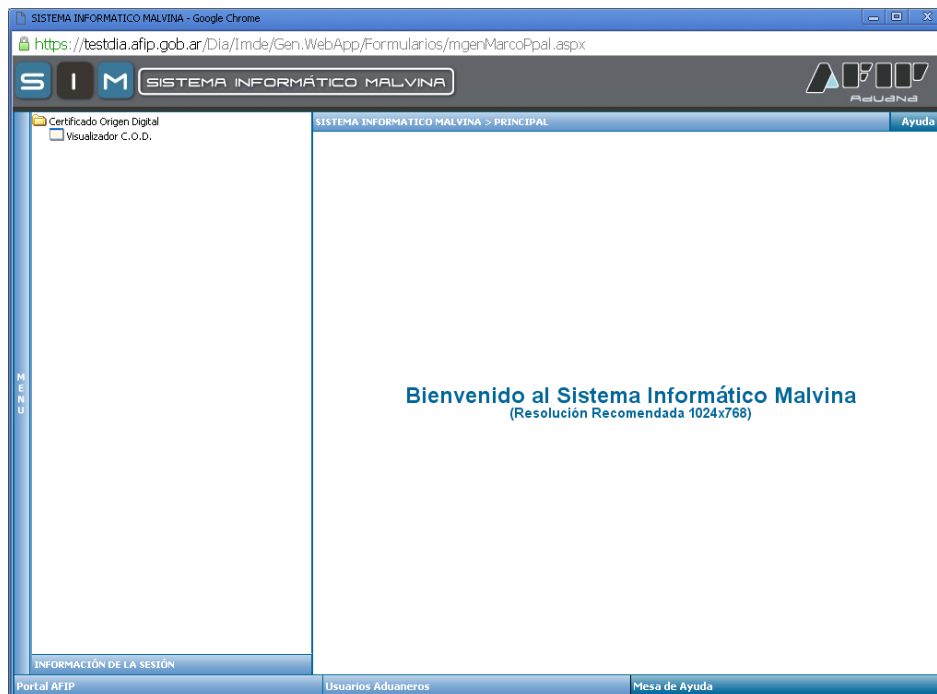 SISTEMA INFORMATICO MALVINA - Google Chrome
https://testdia.afip.gob.ar/Dia/Imde/Gen.WebApp/Formularios/mgenMarcoPpal.aspx
SIM SISTEMA INFORMÁTICO MALVINA
AFIP
ADUANA
Certificado Origen Digital
Visualizador C.O.D.
SISTEMA INFORMATICO MALVINA > PRINCIPAL
Ayuda
MENU
Bienvenido al Sistema Informático Malvina
(Resolución Recomendada 1024x768)
INFORMACIÓN DE LA SESIÓN
Portal AFIP
Usuarios Aduaneros
Mesa de Ayuda